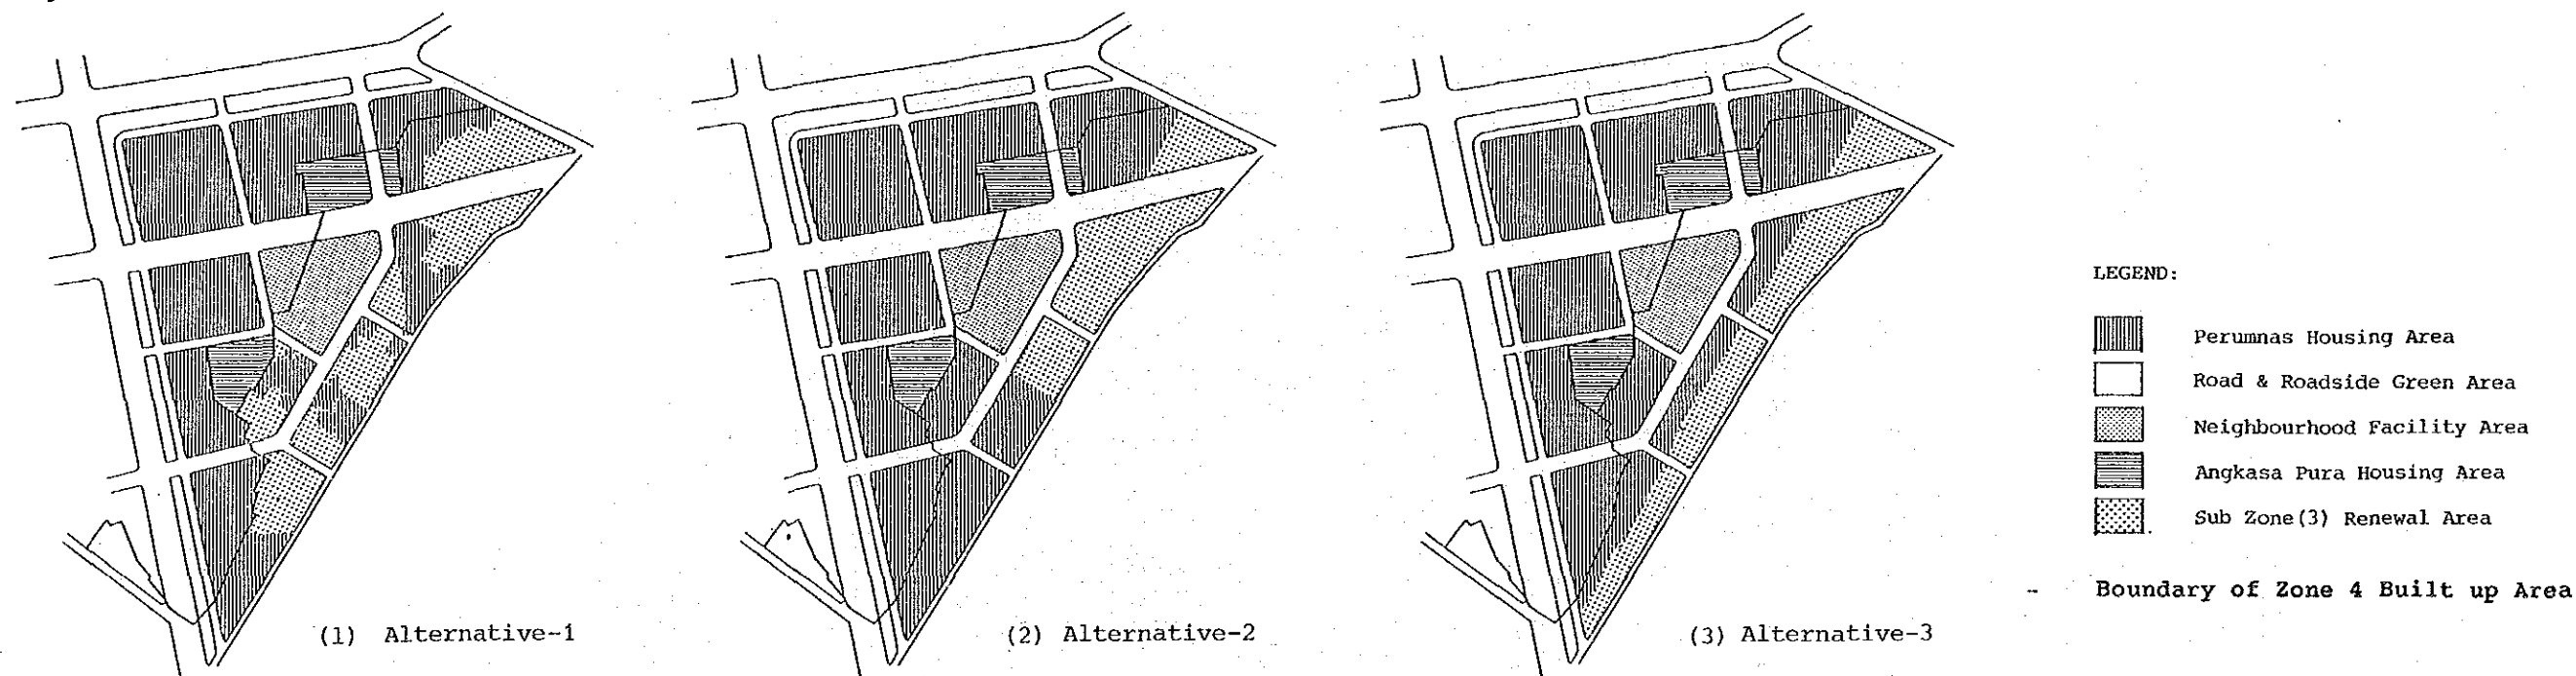 (1) Alternative-1
(2) Alternative-2
(3) Alternative-3
LEGEND:
Perumnas Housing Area
Road & Roadside Green Area
Neighbourhood Facility Area
Angkasa Pura Housing Area
Sub Zone(3) Renewal Area
Boundary of Zone 4 Built up Area